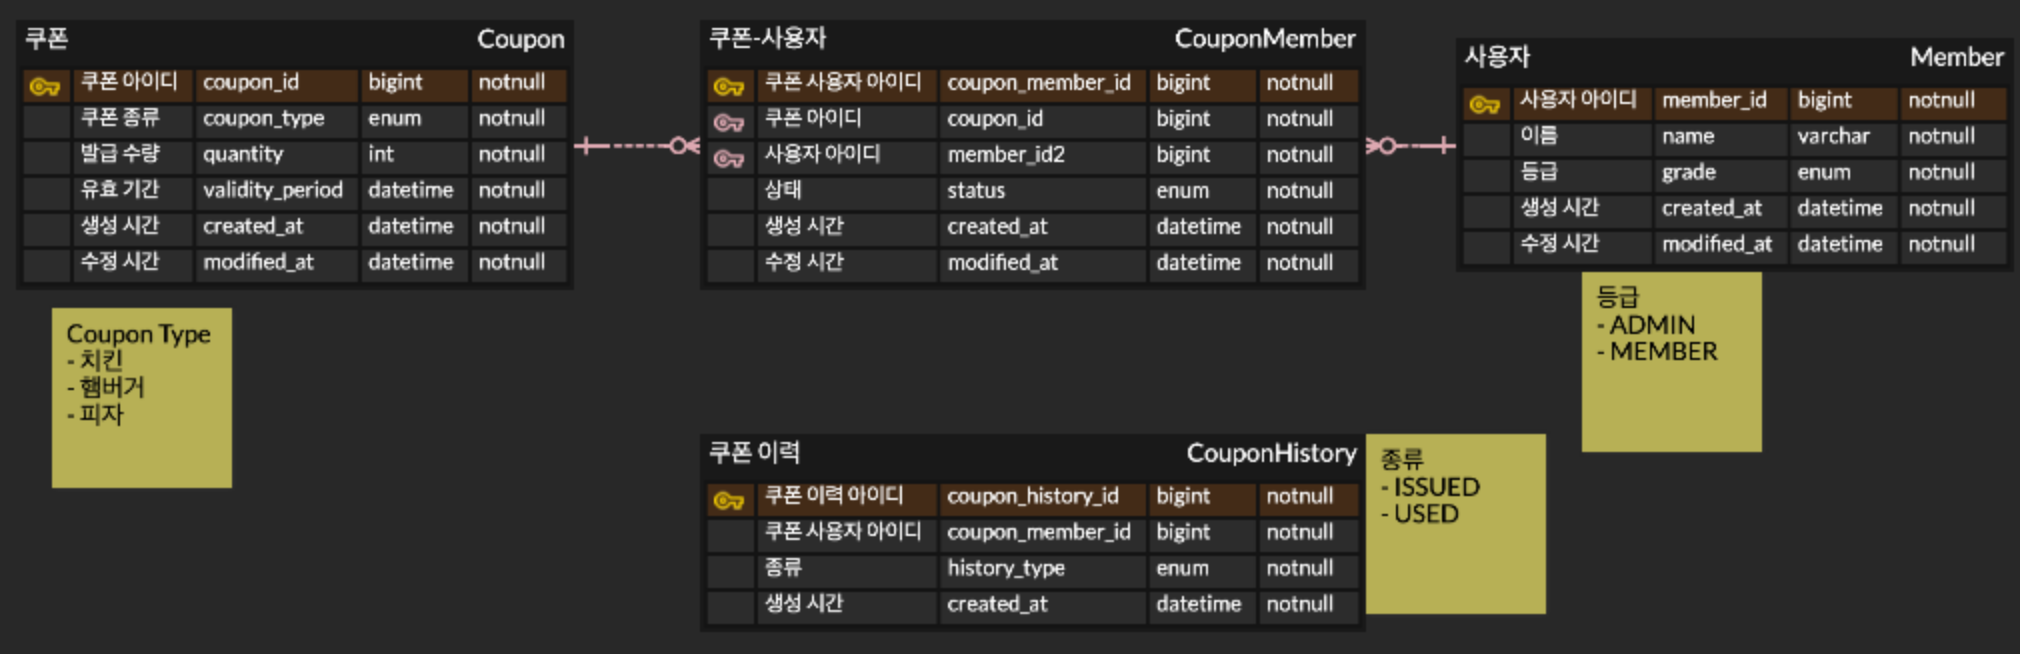 쿠폰 Coupon
쿠폰 아이디 coupon_id bigint notnull
쿠폰 종류 coupon_type enum notnull
발급 수량 quantity int notnull
유효 기간 validity_period datetime notnull
생성 시간 created_at datetime notnull
수정 시간 modified_at datetime notnull
Coupon Type
- 치킨
- 햄버거
- 피자
쿠폰-사용자 CouponMember
쿠폰 사용자 아이디 coupon_member_id bigint notnull
쿠폰 아이디 coupon_id bigint notnull
사용자 아이디 member_id2 bigint notnull
상태 status enum notnull
생성 시간 created_at datetime notnull
수정 시간 modified_at datetime notnull
사용자 Member
사용자 아이디 member_id bigint notnull
이름 name varchar notnull
등급 grade enum notnull
생성 시간 created_at datetime notnull
수정 시간 modified_at datetime notnull
등급
- ADMIN
- MEMBER
쿠폰 이력 CouponHistory
쿠폰 이력 아이디 coupon_history_id bigint notnull
쿠폰 사용자 아이디 coupon_member_id bigint notnull
종류 history_type enum notnull
생성 시간 created_at datetime notnull
종류
- ISSUED
- USED